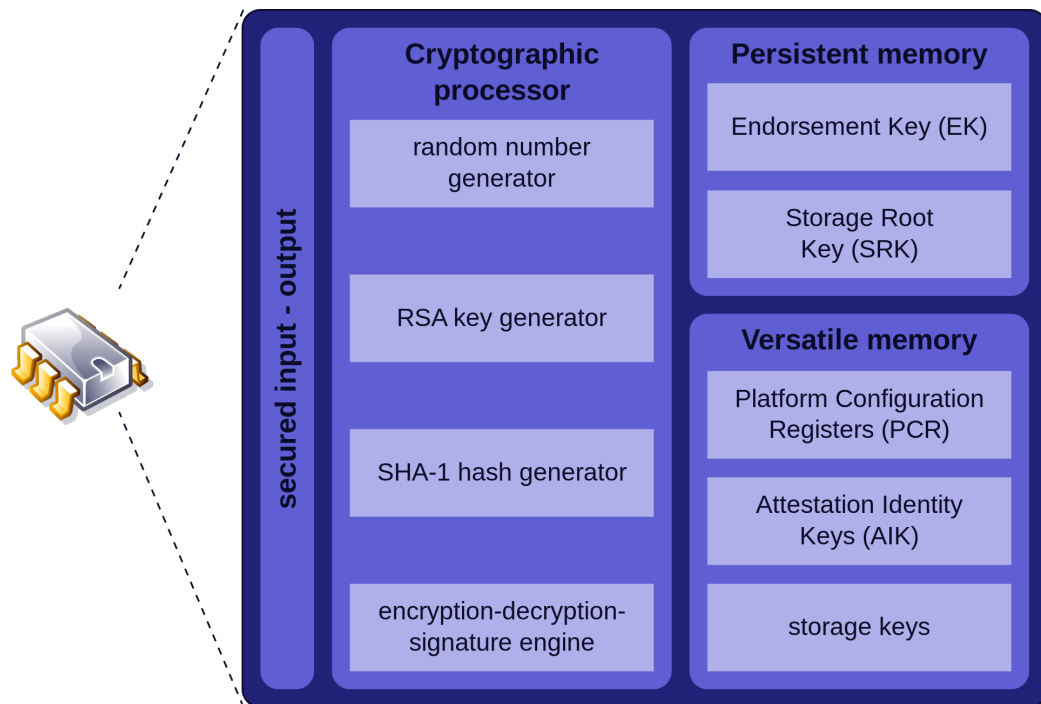 secured input - output
Cryptographic
processor
random number
generator
RSA key generator
SHA-1 hash generator
encryption-decryption-
signature engine
Persistent memory
Endorsement Key (EK)
Storage Root
Key (SRK)
Versatile memory
Platform Configuration
Registers (PCR)
Attestation Identity
Keys (AIK)
storage keys